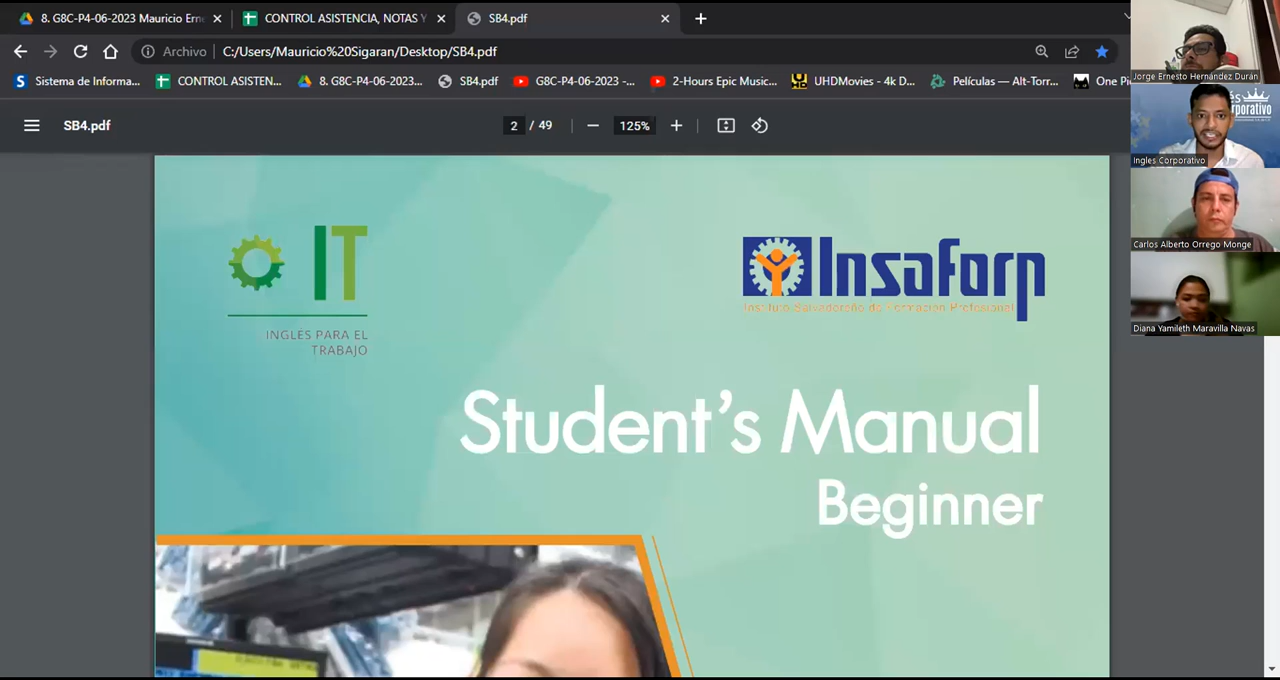 8. G8C-P4-06-2023 Mauricio Erne
CONTROL ASISTENCIA, NOTAS Y
SB4.pdf
Archivo
C:/Users/Mauricio%20Sigaran/Desktop/SB4.pdf
Sistema de Informa...
CONTROL ASISTEN...
8. G8C-P4-06-2023...
SB4.pdf
G8C-P4-06-2023 -...
2-Hours Epic Music...
UHDMovies - 4k D...
Películas — Alt-Torr...
One Pi
SB4.pdf
2 / 49
125%
Jorge Ernesto Hernández Durán
és
orporativo
Ingles Corporativo
Carlos Alberto Orrego Monge
Diana Yamileth Maravilla Navas
IT
INGLÉS PARA EL
TRABAJO
Insaforp
Instituto Salvadoreño de Formación Profesional
Student's Manual
Beginner